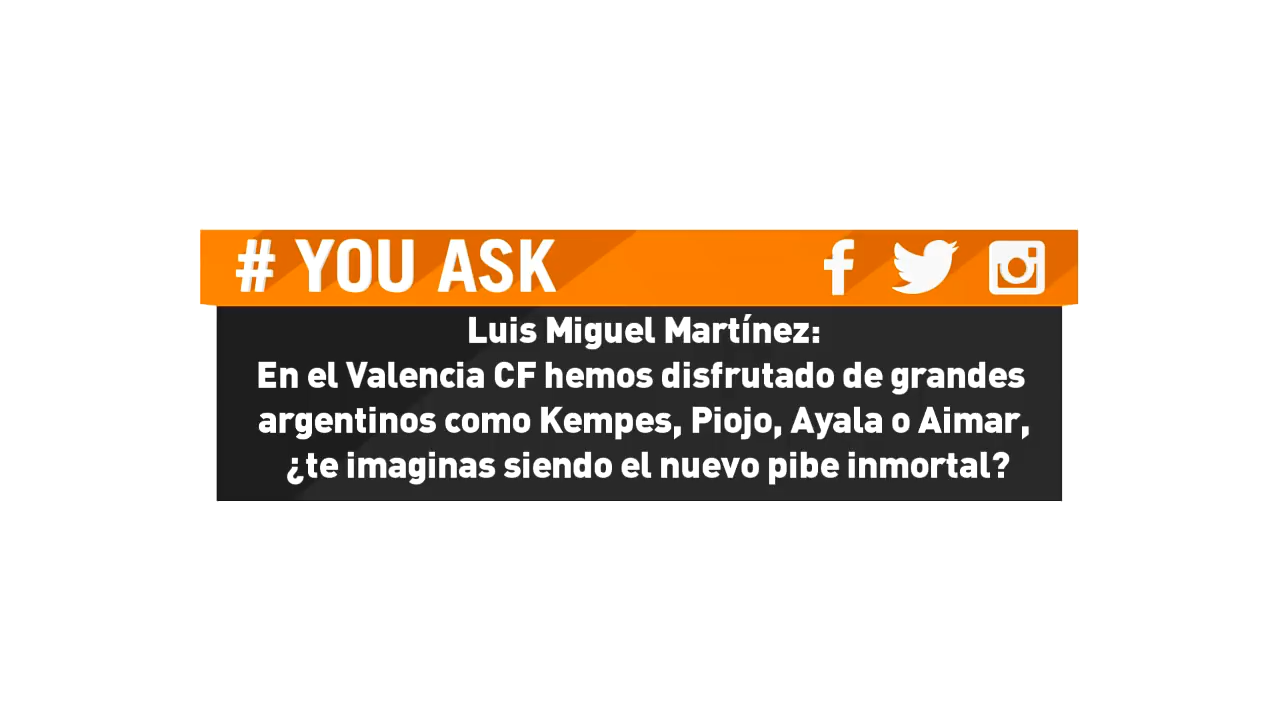 # YOU ASK
Luis Miguel Martínez:
En el Valencia CF hemos disfrutado de grandes
argentinos como Kempes, Piojo, Ayala o Aimar,
¿te imaginas siendo el nuevo pibe inmortal?